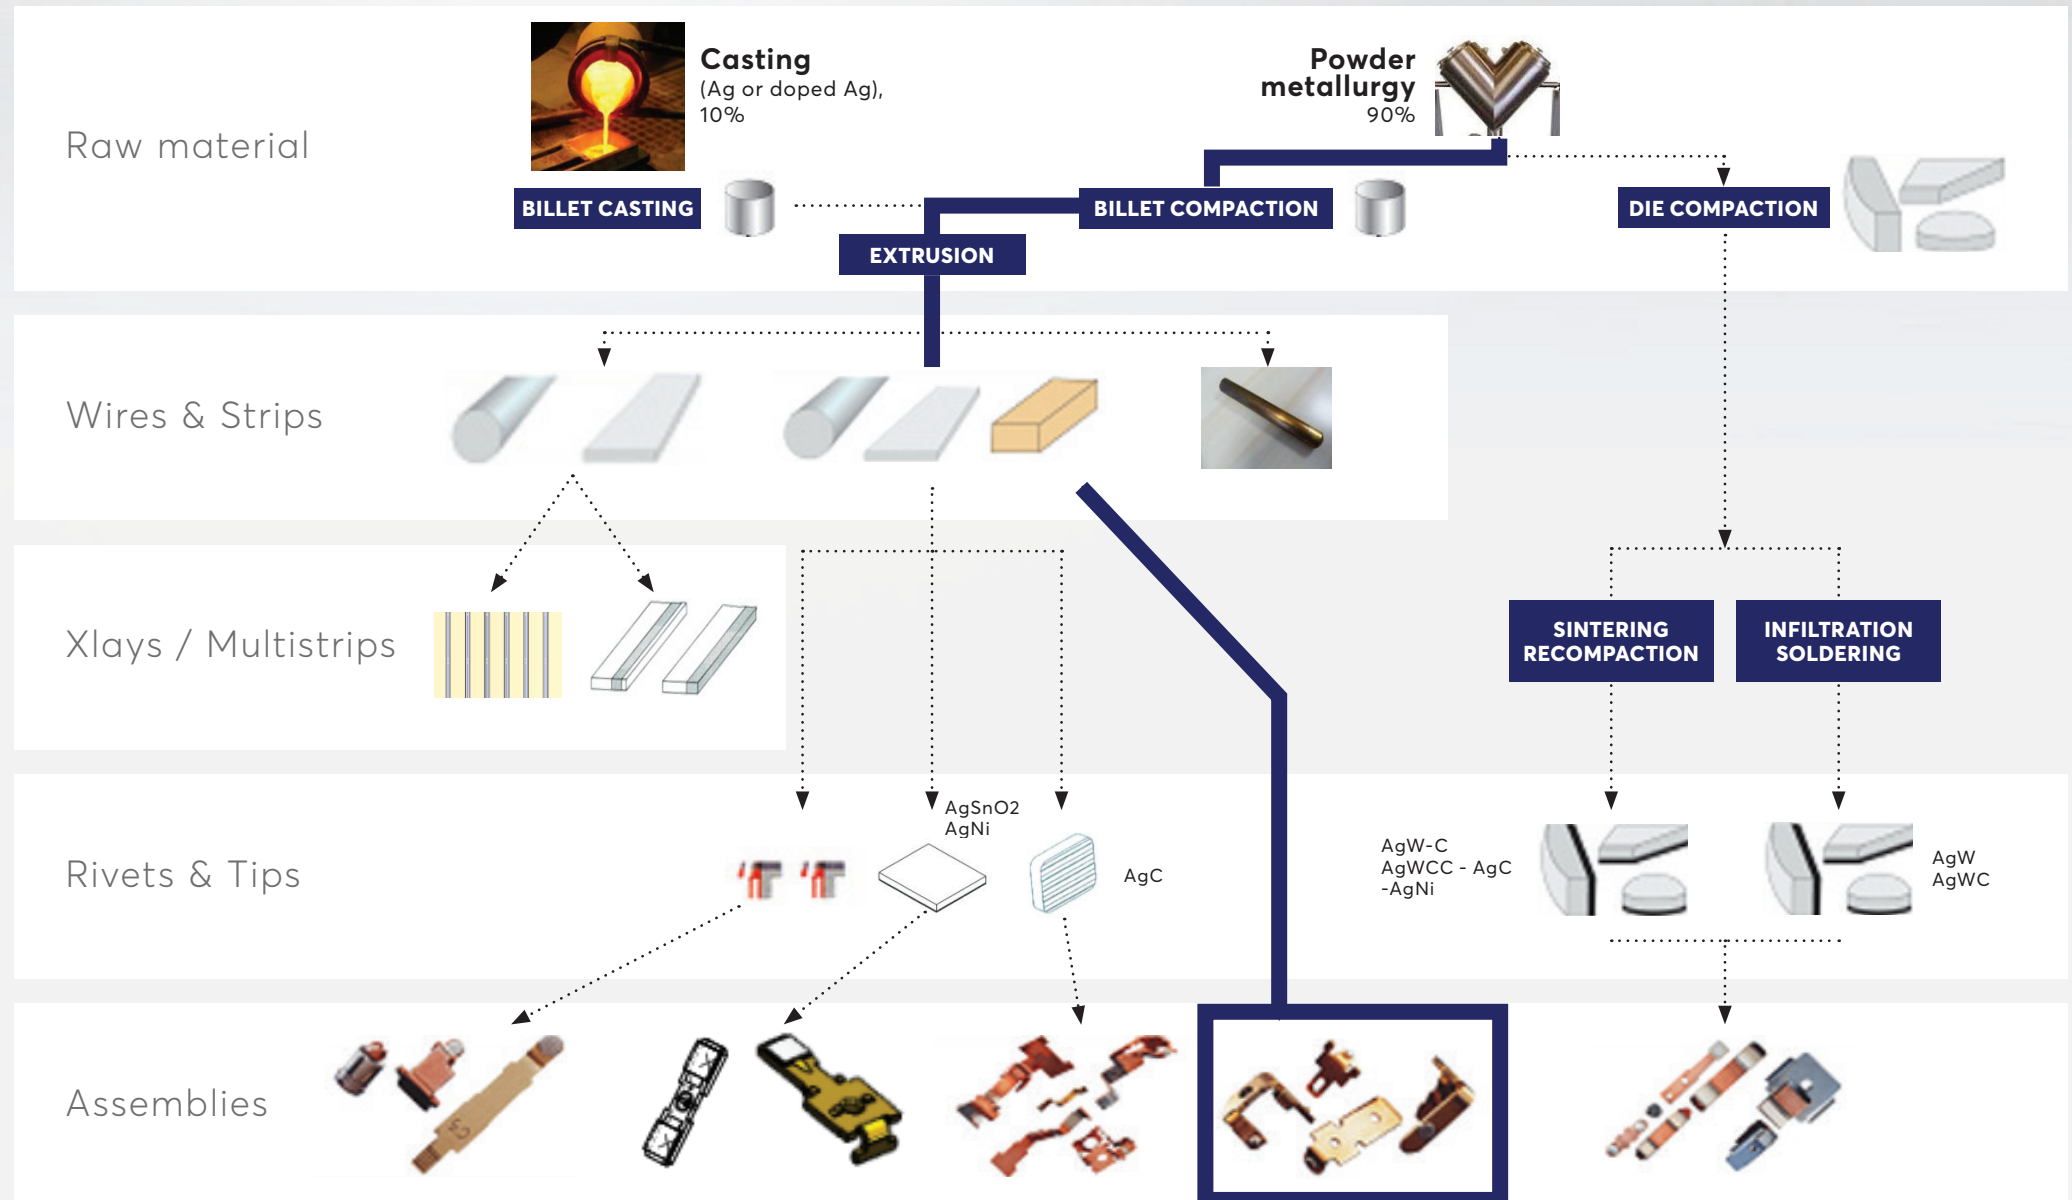 Casting
(Ag or doped Ag),
10%
Powder
metallurgy
90%
Raw material
BILLET CASTING
BILLET COMPACTION
DIE COMPACTION
EXTRUSION
Wires & Strips
Xlays / Multistrips
SINTERING
RECOMPACTION
INFILTRATION
SOLDERING
Rivets & Tips
AgSnO2
AgNi
AgC
AgW-C
AgWCC - AgC
-AgNi
AgW
AgWC
Assemblies